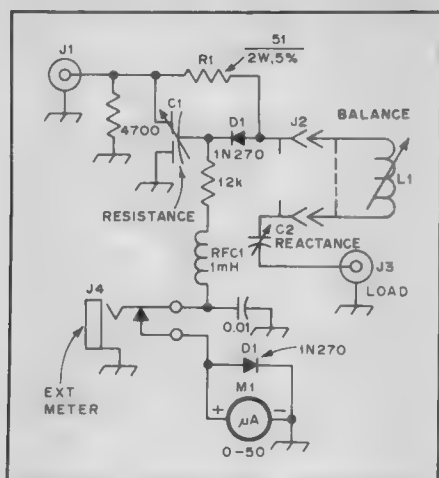 J1
51
2W,5%
R1
C1
4700
D1
1N270
J2
BALANCE
L1
12k
RESISTANCE
C2
REACTANCE
RFC1
1mH
J3
LOAD
J4
0.01
D1
1N270
EXT
METER
M1
+
µA
-
0-50